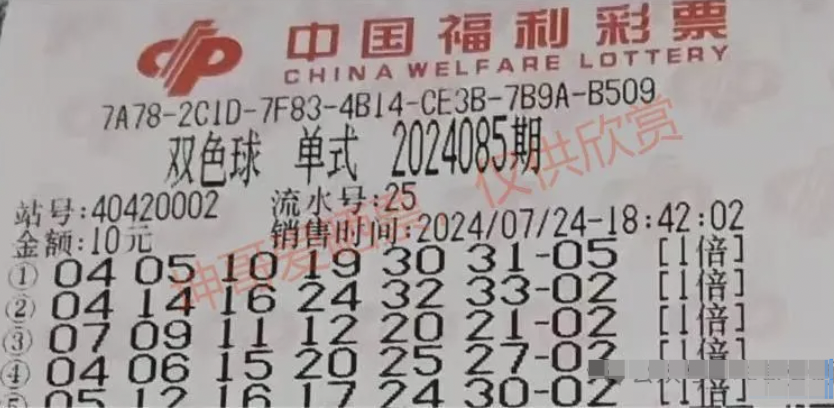 中国福利彩票
CHINA WELFARE LOTTERY
7A78-2C1D-7F83-4B14-CE3B-7B9A-B509
双色球 单式 2024085期
站号:40420002 流水号:25
金额:10元 销售时间:2024/07/24-18:42:02
① 04 05 10 19 30 31-05 [1倍]
② 04 14 16 24 32 33-02 [1倍]
③ 07 09 11 12 20 21-02 [1倍]
④ 04 06 15 20 25 27-02 [1倍]
⑤ 05 12 16 17 24 30-02 [1倍]
仅供欣赏